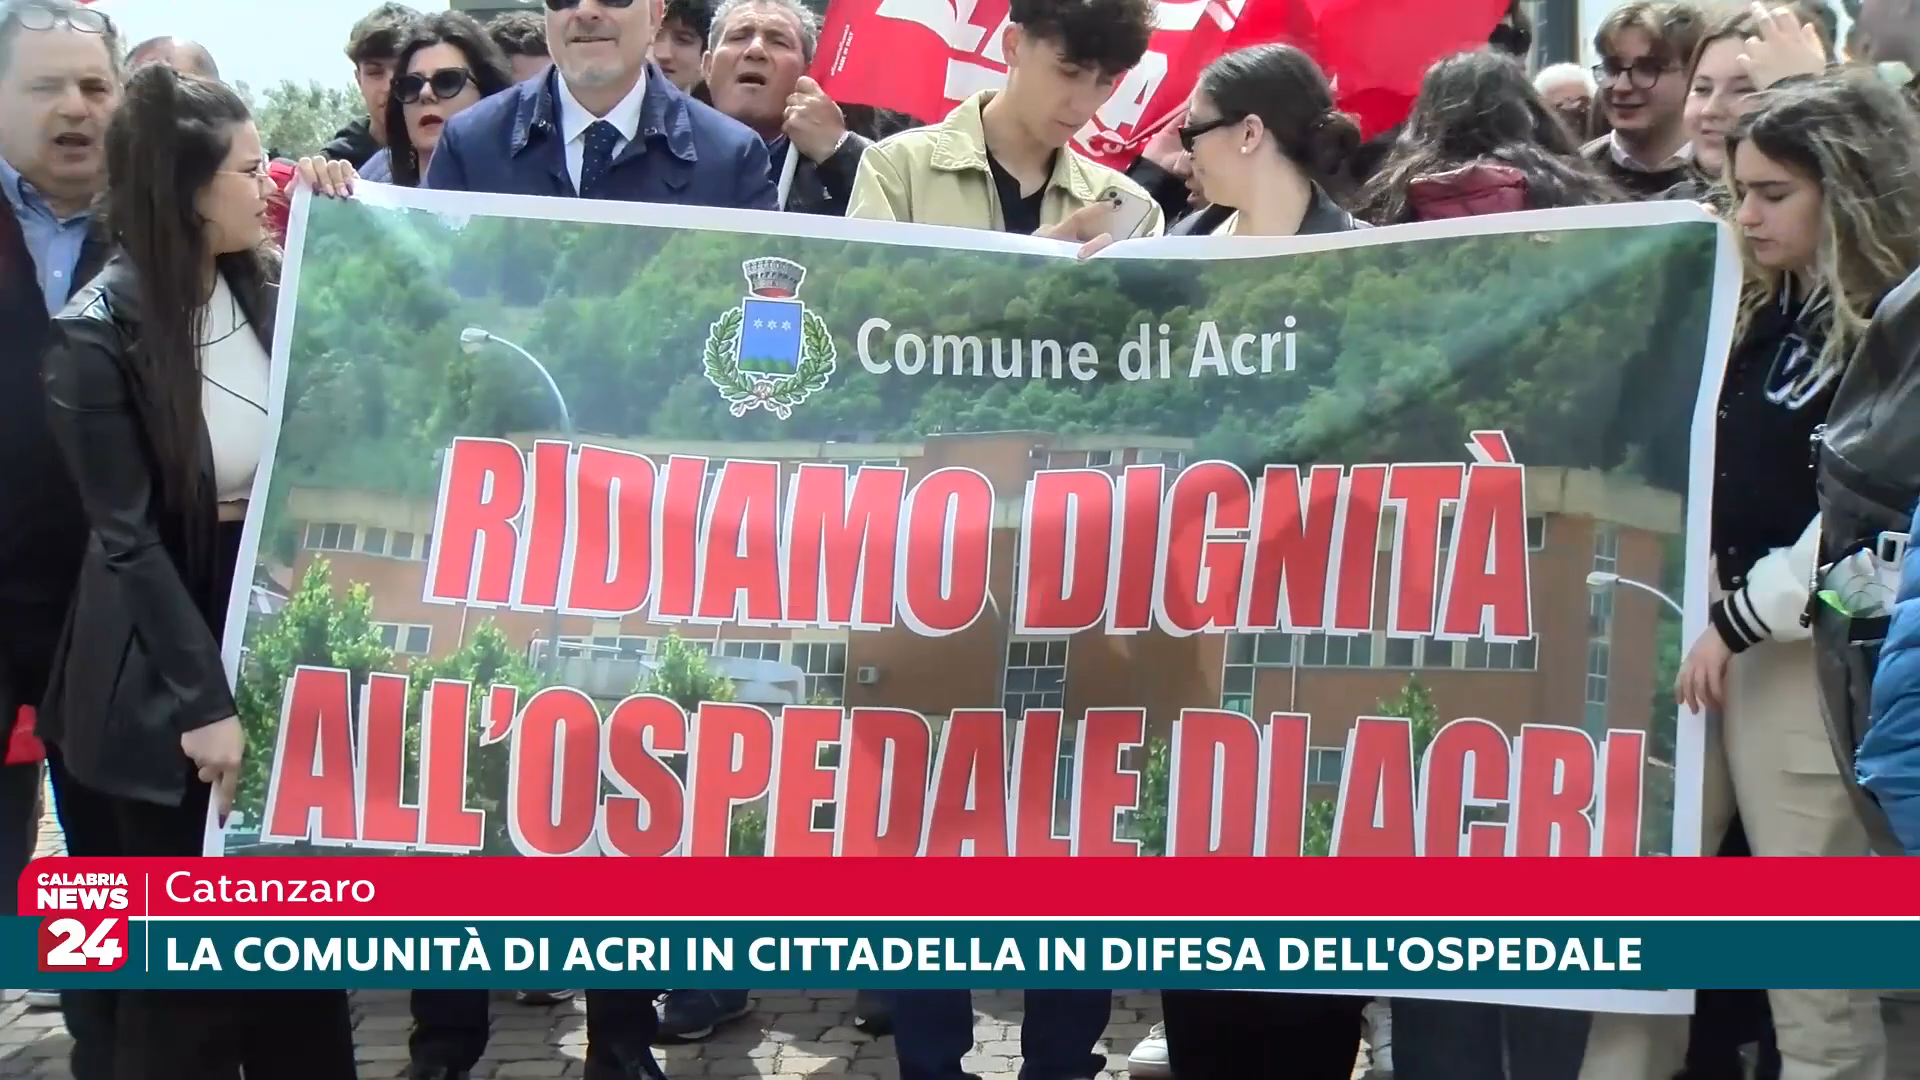 Comune di Acri
RIDIAMO DIGNITÀ
ALL'OSPEDALE DI ACRI
CALABRIA
NEWS
24
Catanzaro
LA COMUNITÀ DI ACRI IN CITTADELLA IN DIFESA DELL'OSPEDALE